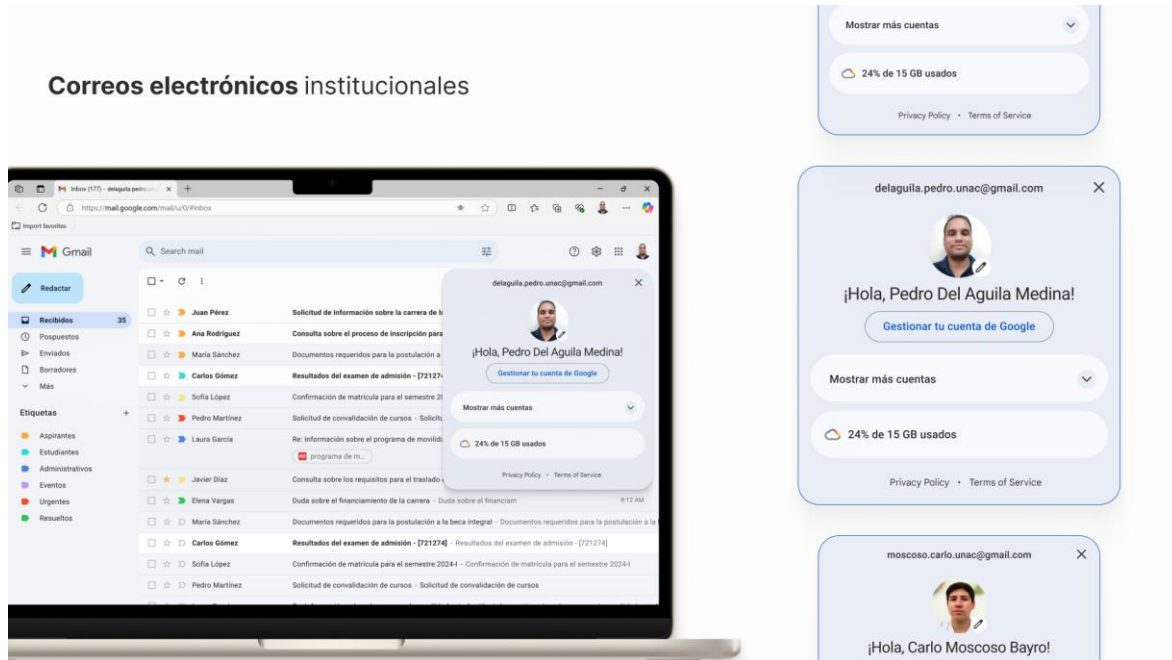 Correos electrónicos institucionales
Inbox (177) - delaguila
https://mail.google.com/mail/u/0/#inbox
Import favorites
Gmail
Search mail
Redactar
Recibidos 35
Pospuestos
Enviados
Borradores
Más
Etiquetas +
Aspirantes
Estudiantes
Administrativos
Eventos
Urgentes
Resueltos
Juan Pérez Solicitud de información sobre la carrera de
Ana Rodríguez Consulta sobre el proceso de inscripción para
María Sánchez Documentos requeridos para la postulación a
Carlos Gómez Resultados del examen de admisión - [72127
Sofía López Confirmación de matrícula para el semestre
Pedro Martínez Solicitud de convalidación de cursos -
Laura García Re: Información sobre el programa de
programa de m...
Javier Díaz Consulta sobre los requisitos para el traslado
Elena Vargas Duda sobre el financiamiento de la carrera - Duda sobre el financiam 8:12 AM
María Sánchez Documentos requeridos para la postulación a la beca integral - Documentos requeridos para la postulación a la
Carlos Gómez Resultados del examen de admisión - [721274] - Resultados del examen de admisión - [721274]
Sofía López Confirmación de matrícula para el semestre 2024-I - Confirmación de matrícula para el semestre 2024-I
Pedro Martínez Solicitud de convalidación de cursos - Solicitud de convalidación de cursos
delaguila.pedro.unac@gmail.com
¡Hola, Pedro Del Aguila Medina!
Gestionar tu cuenta de Google
Mostrar más cuentas
24% de 15 GB usados
Privacy Policy • Terms of Service
Mostrar más cuentas
24% de 15 GB usados
Privacy Policy • Terms of Service
delaguila.pedro.unac@gmail.com
¡Hola, Pedro Del Aguila Medina!
Gestionar tu cuenta de Google
Mostrar más cuentas
24% de 15 GB usados
Privacy Policy • Terms of Service
moscoso.carlo.unac@gmail.com
¡Hola, Carlo Moscoso Bayro!